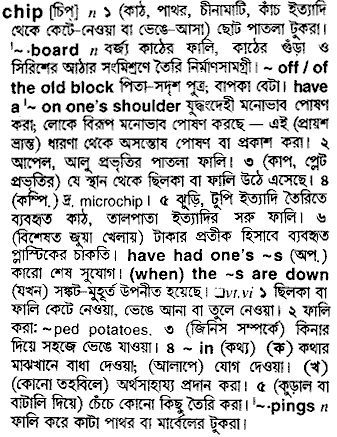 chip [চিপ্] n ১ (কাঠ, পাথর, চীনামাটি, কাঁচ ইত্যাদি
থেকে কেটে-নেওয়া বা ভেঙে-আসা) ছোট পাতলা টুকরা।
'~·board n বর্জ্য কাঠের ফালি, কাঠের গুঁড়া ও
সিরিশের আঠার সংমিশ্রণে তৈরি নির্মাণসামগ্রী। ~ off / of
the old block পিতা-সদৃশ পুত্র; বাপকা বেটা। have
a '~ on one's shoulder যুদ্ধংদেহী মনোভাব পোষণ
করা; লোকে বিরূপ মনোভাব পোষণ করছে — এই (প্রায়শ
ভ্রান্ত) ধারণা থেকে অসন্তোষ পোষণ বা প্রকাশ করা। ২
আপেল, আলু প্রভৃতির পাতলা ফালি। ৩ (কাপ, প্লেট
প্রভৃতির) যে স্থান থেকে ছিলকা বা ফালি উঠে এসেছে। ৪
(কম্পি.) দ্র. microchip। ৫ ঝুড়ি, টুপি ইত্যাদি তৈরিতে
ব্যবহৃত কাঠ, তালপাতা ইত্যাদির সরু ফালি। ৬
(বিশেষত জুয়া খেলায়) টাকার প্রতীক হিসাবে ব্যবহৃত
প্লাস্টিকের চাকতি। have had one's ~s (অপ.)
কারো শেষ সুযোগ। (when) the ~s are down
(যখন) সঙ্কট-মুহূর্ত উপনীত হয়েছে। □vt,vi ১ ছিলকা বা
ফালি কেটে নেওয়া, ভেঙে আনা বা তুলে নেওয়া। ২ ফালি
করা: ~ped potatoes. ৩ (জিনিস সম্পর্কে) কিনার
দিয়ে সহজে ভেঙে যাওয়া। ৪ ~ in (কথ্য) (ক) কথার
মাঝখানে বাধা দেওয়া; (আলাপে) যোগ দেওয়া। (খ)
(কোনো তহবিলে) অর্থসাহায্য প্রদান করা। ৫ (কুড়াল বা
বাটালি দিয়ে) চেঁচে কোনো কিছু তৈরি করা। '~·pings n
ফালি করে কাটা পাথর বা মার্বেলের টুকরা।